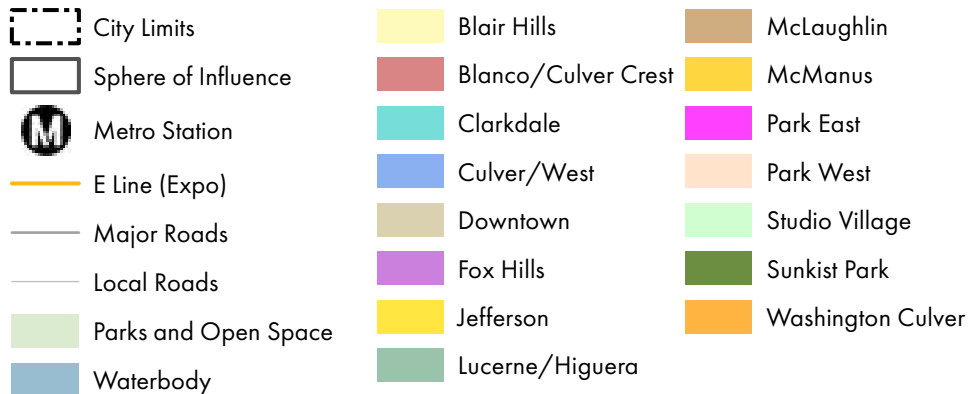 City Limits
Sphere of Influence
M
Metro Station
E Line (Expo)
Major Roads
Local Roads
Parks and Open Space
Waterbody
Blair Hills
Blanco/Culver Crest
Clarkdale
Culver/West
Downtown
Fox Hills
Jefferson
Lucerne/Higuera
McLaughlin
McManus
Park East
Park West
Studio Village
Sunkist Park
Washington Culver